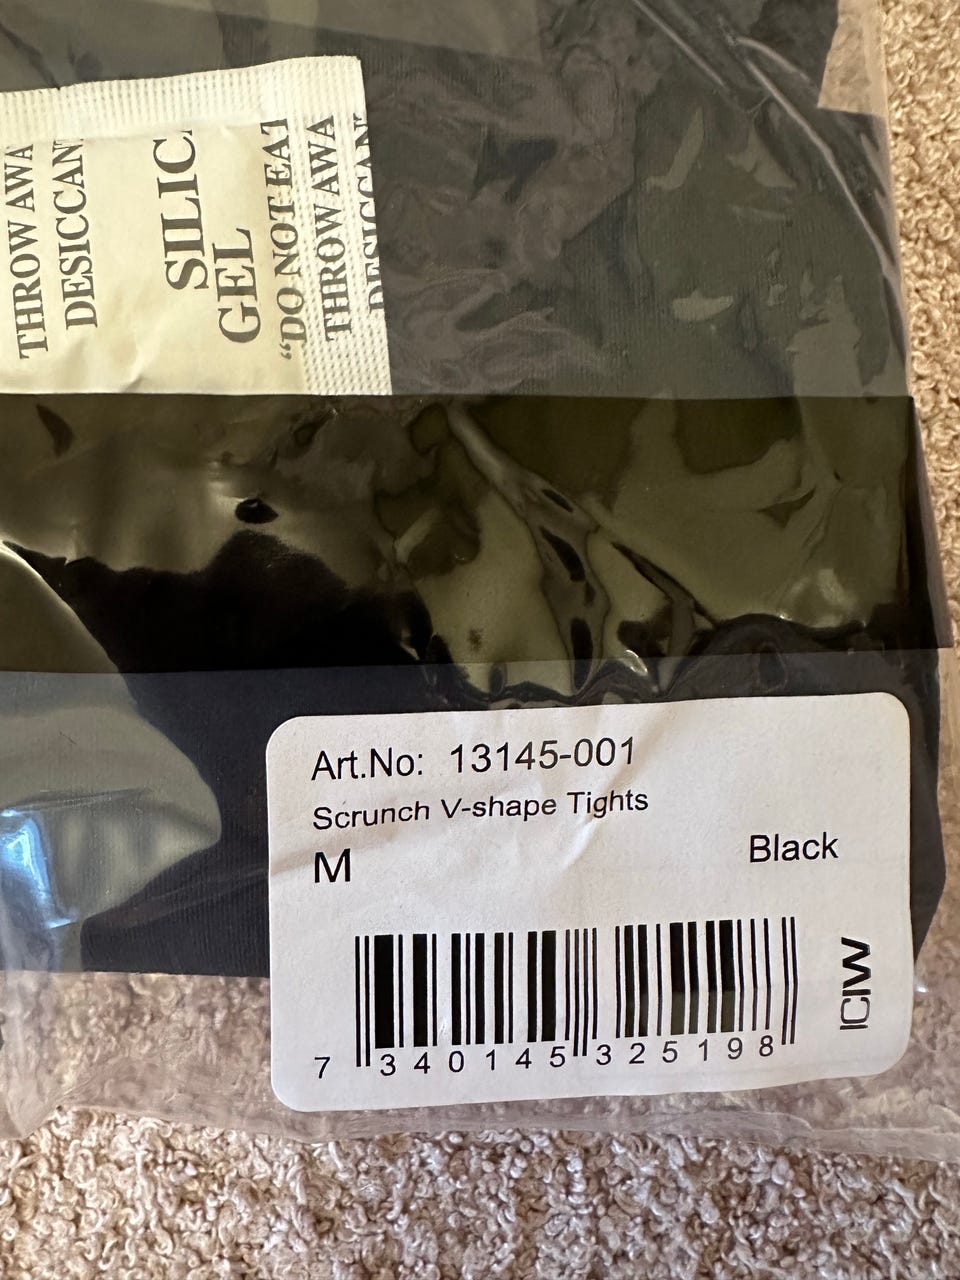 THROW AWA
DESICCAN
SILIC
GEL
"DO NOT EAT
THROW AWA
DESICCAN
Art.No: 13145-001
Scrunch V-shape Tights
M
Black
7 340145 325198
ICIW